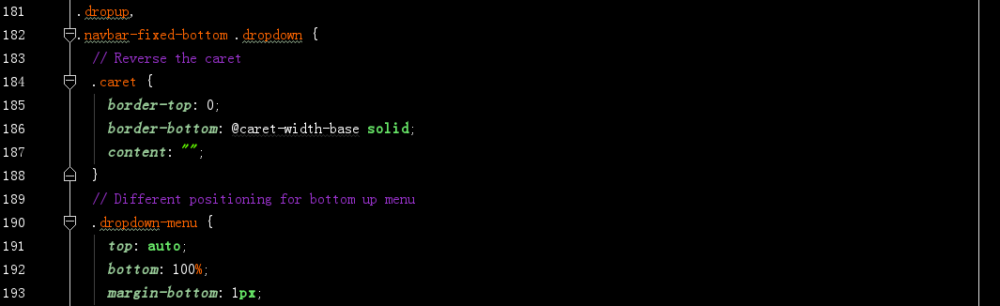 181 .dropup,
182 .navbar-fixed-bottom .dropdown {
183 // Reverse the caret
184 .caret {
185 border-top: 0;
186 border-bottom: @caret-width-base solid;
187 content: "";
188 }
189 // Different positioning for bottom up menu
190 .dropdown-menu {
191 top: auto;
192 bottom: 100%;
193 margin-bottom: 1px;